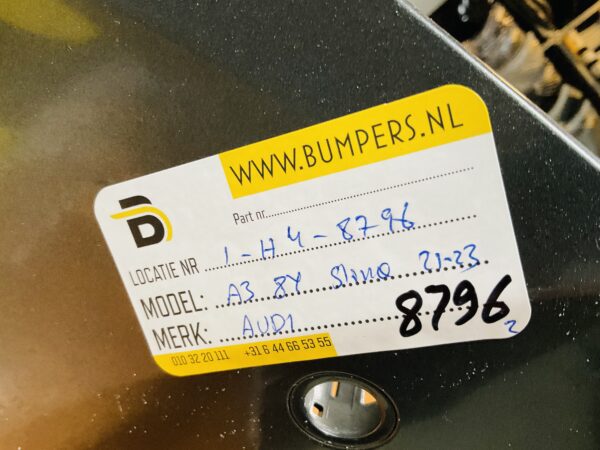 WWW.BUMPERS.NL
Part nr.
LOCATIE NR 1-H4-8796
MODEL: A3 8Y Sline 21-23
MERK: AUDI
8796
010 32 20 111 +31 6 44 66 53 55